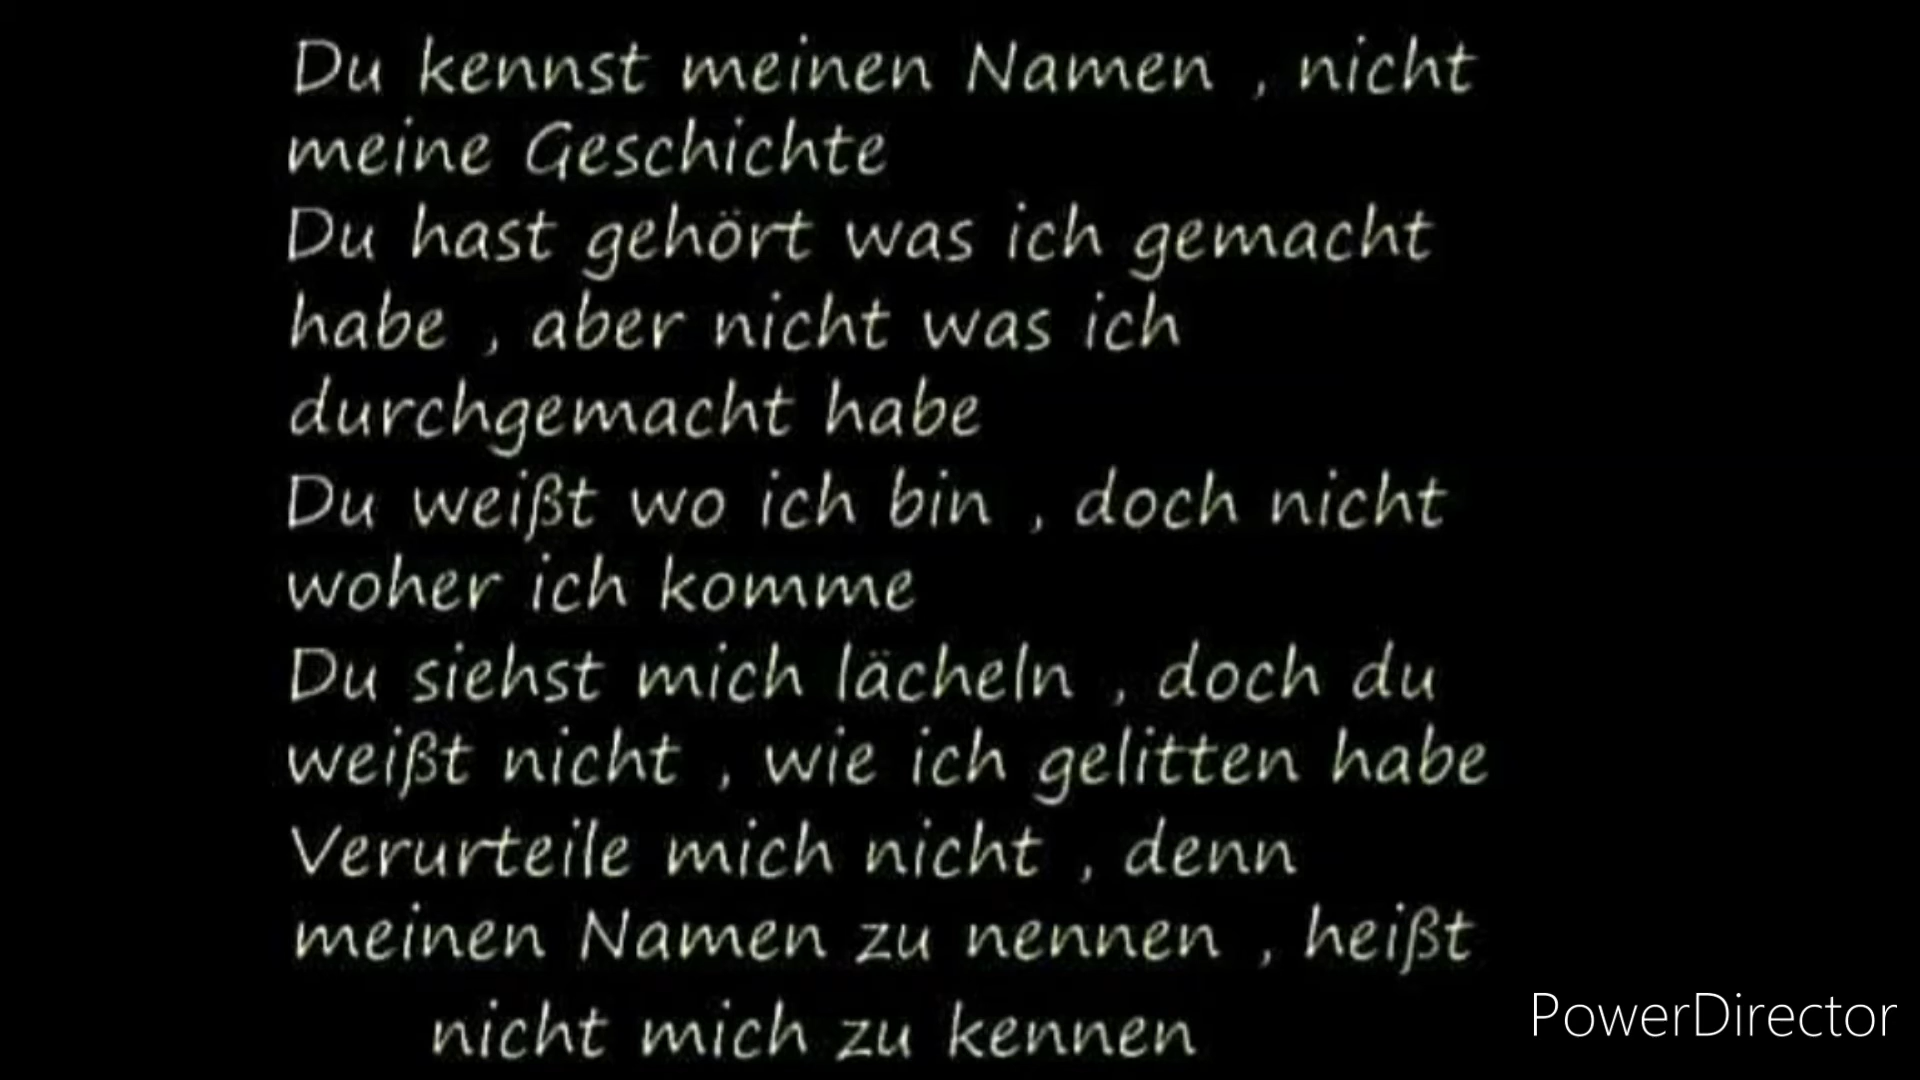 Du kennst meinen Namen , nicht
meine Geschichte
Du hast gehört was ich gemacht
habe , aber nicht was ich
durchgemacht habe
Du weißt wo ich bin , doch nicht
woher ich komme
Du siehst mich lächeln , doch du
weißt nicht , wie ich gelitten habe
Verurteile mich nicht , denn
meinen Namen zu nennen , heißt
nicht mich zu kennen
PowerDirector